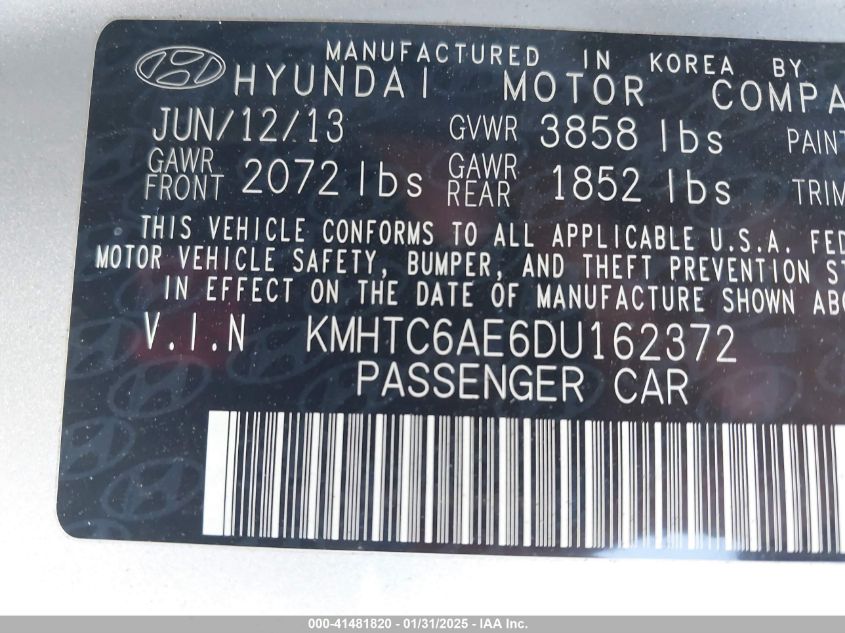 MANUFACTURED IN KOREA BY
HYUNDAI MOTOR COMPA
JUN/12/13 GVWR 3858 lbs PAINT
GAWR FRONT 2072 lbs GAWR REAR 1852 lbs TRIM
THIS VEHICLE CONFORMS TO ALL APPLICABLE U.S.A. FED
MOTOR VEHICLE SAFETY, BUMPER, AND THEFT PREVENTION ST
IN EFFECT ON THE DATE OF MANUFACTURE SHOWN ABO
V.I.N KMHTC6AE6DU162372
PASSENGER CAR
000-41481820 - 01/31/2025 - IAA Inc.